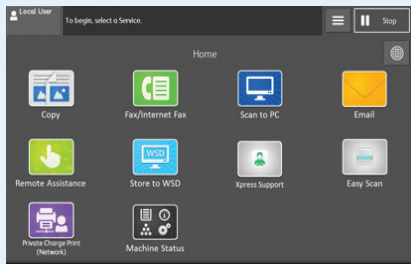 Local User
To begin, select a Service.
Stop
Home
Copy
Fax/Internet Fax
Scan to PC
Email
Remote Assistance
WSD
Store to WSD
Xpress Support
Easy Scan
Private Charge Print
(Network)
Machine Status